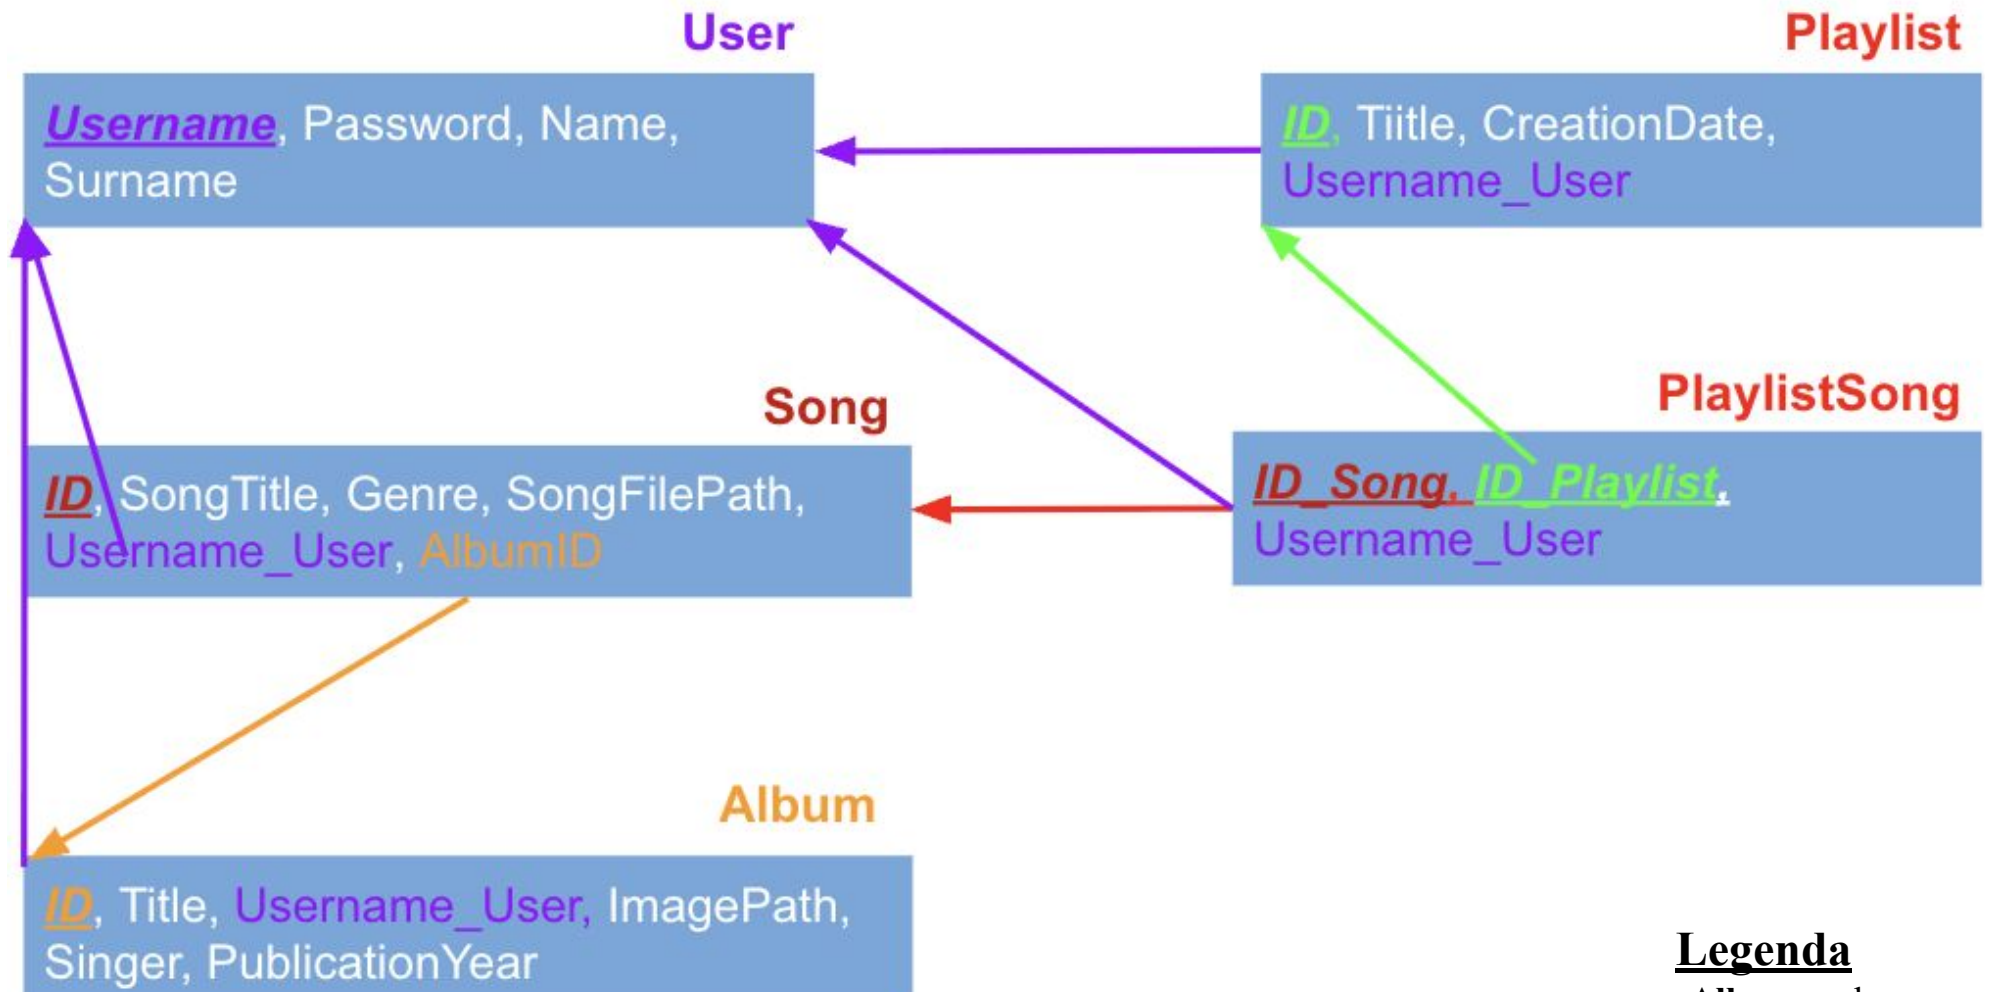 User
Username, Password, Name,
Surname
Playlist
ID, Tiitle, CreationDate,
Username_User
Song
ID, SongTitle, Genre, SongFilePath,
Username_User, AlbumID
PlaylistSong
ID_Song, ID_Playlist,
Username_User
Album
ID, Title, Username_User, ImagePath,
Singer, PublicationYear
Legenda